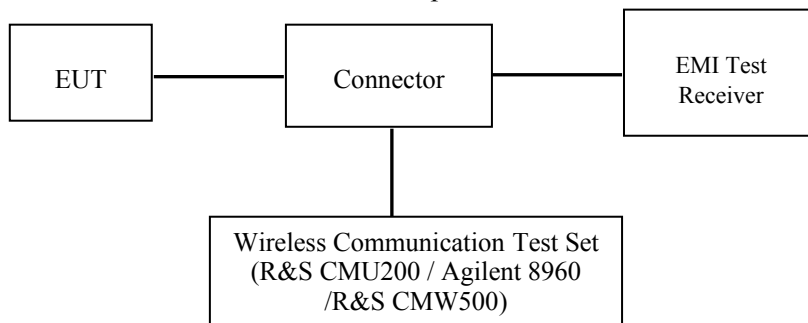 EUT
Connector
EMI Test
Receiver
Wireless Communication Test Set
(R&S CMU200 / Agilent 8960
/R&S CMW500)